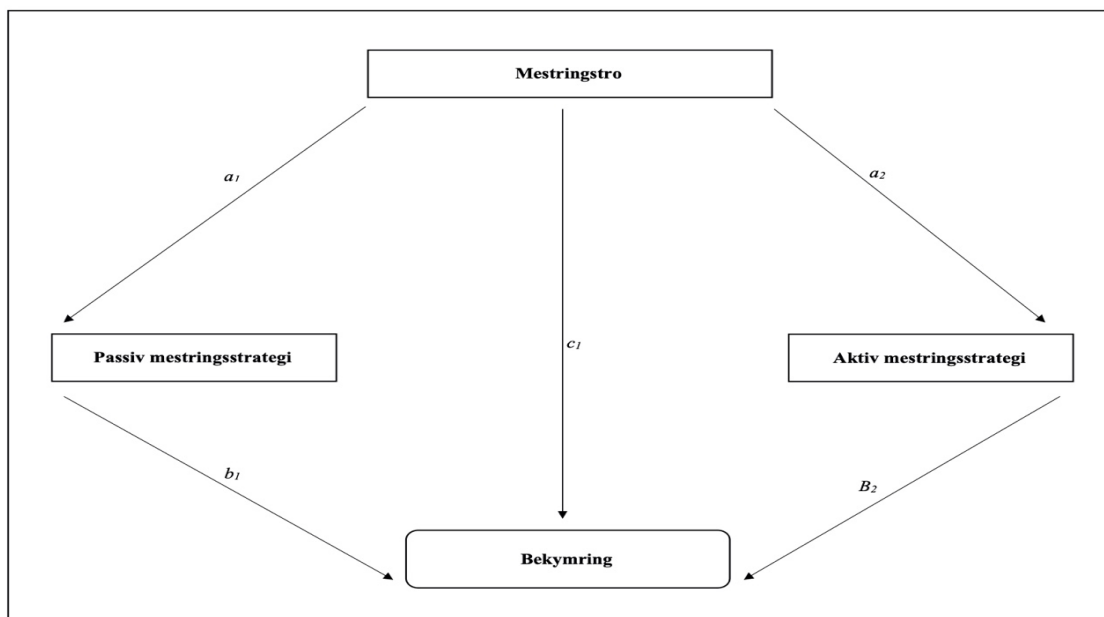 Mestringstro
a₁
a₂
c₁
Passiv mestringsstrategi
Aktiv mestringsstrategi
b₁
B₂
Bekymring